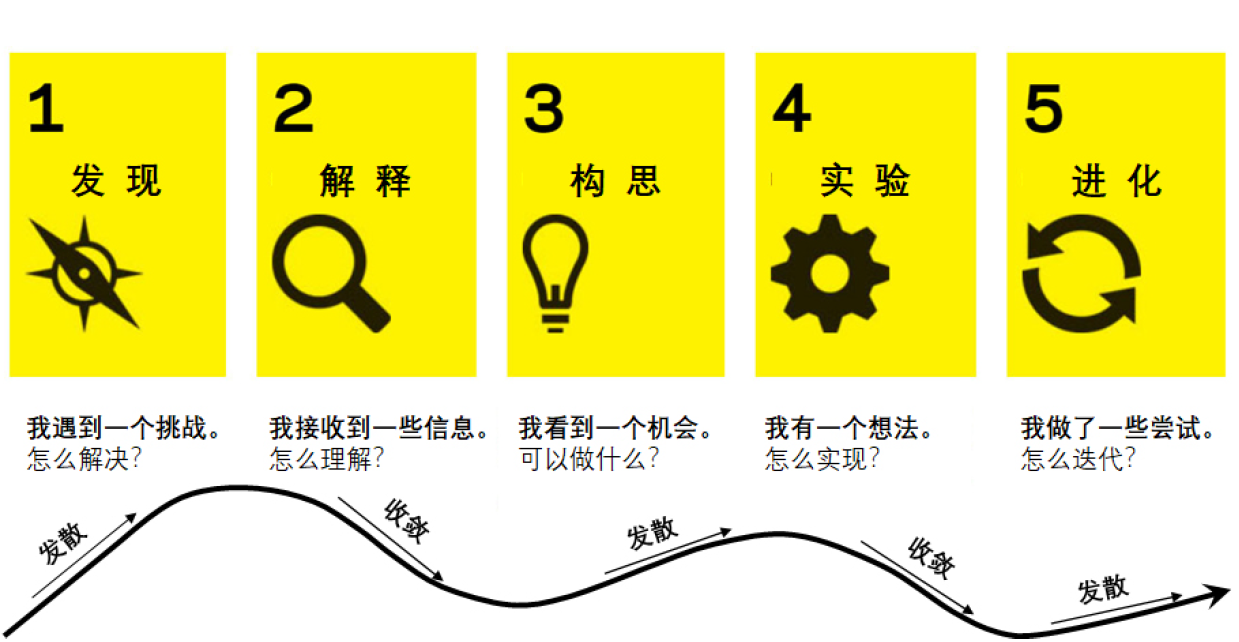 1
发现
我遇到一个挑战。
怎么解决?
2
解释
我接收到一些信息。
怎么理解?
3
构思
我看到一个机会。
可以做什么?
4
实验
我有一个想法。
怎么实现?
5
进化
我做了一些尝试。
怎么迭代?
发散
收敛
发散
收敛
发散